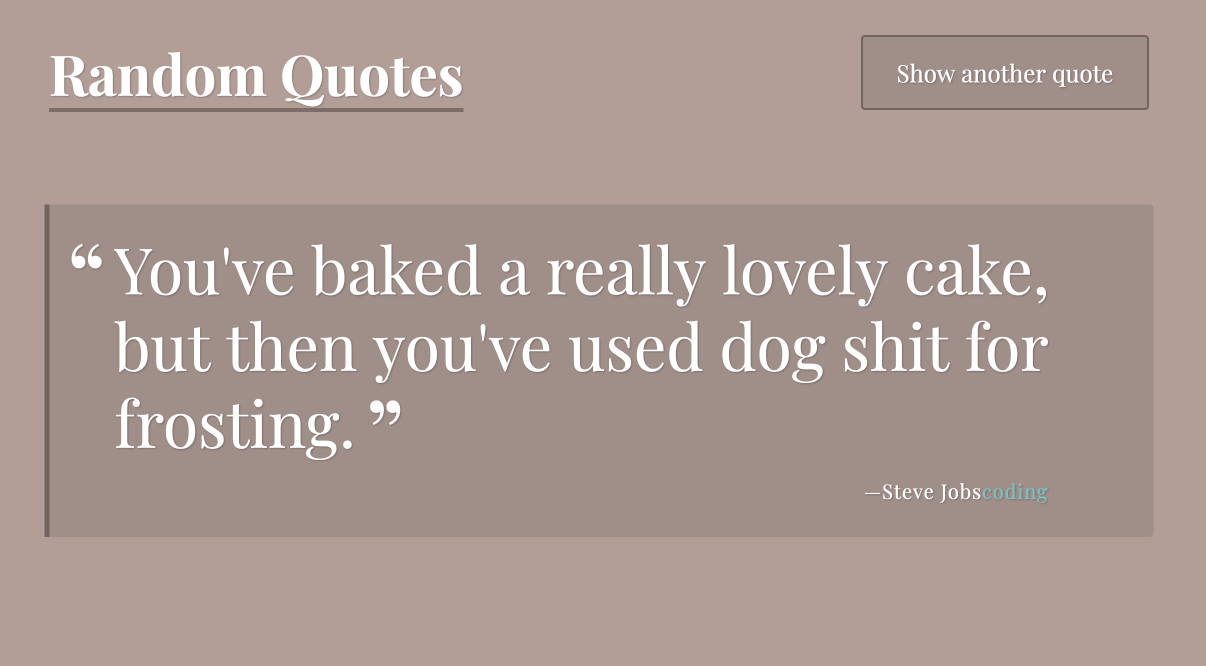 Random Quotes
Show another quote
“ You've baked a really lovely cake,
but then you've used dog shit for
frosting. ”
—Steve Jobscoding